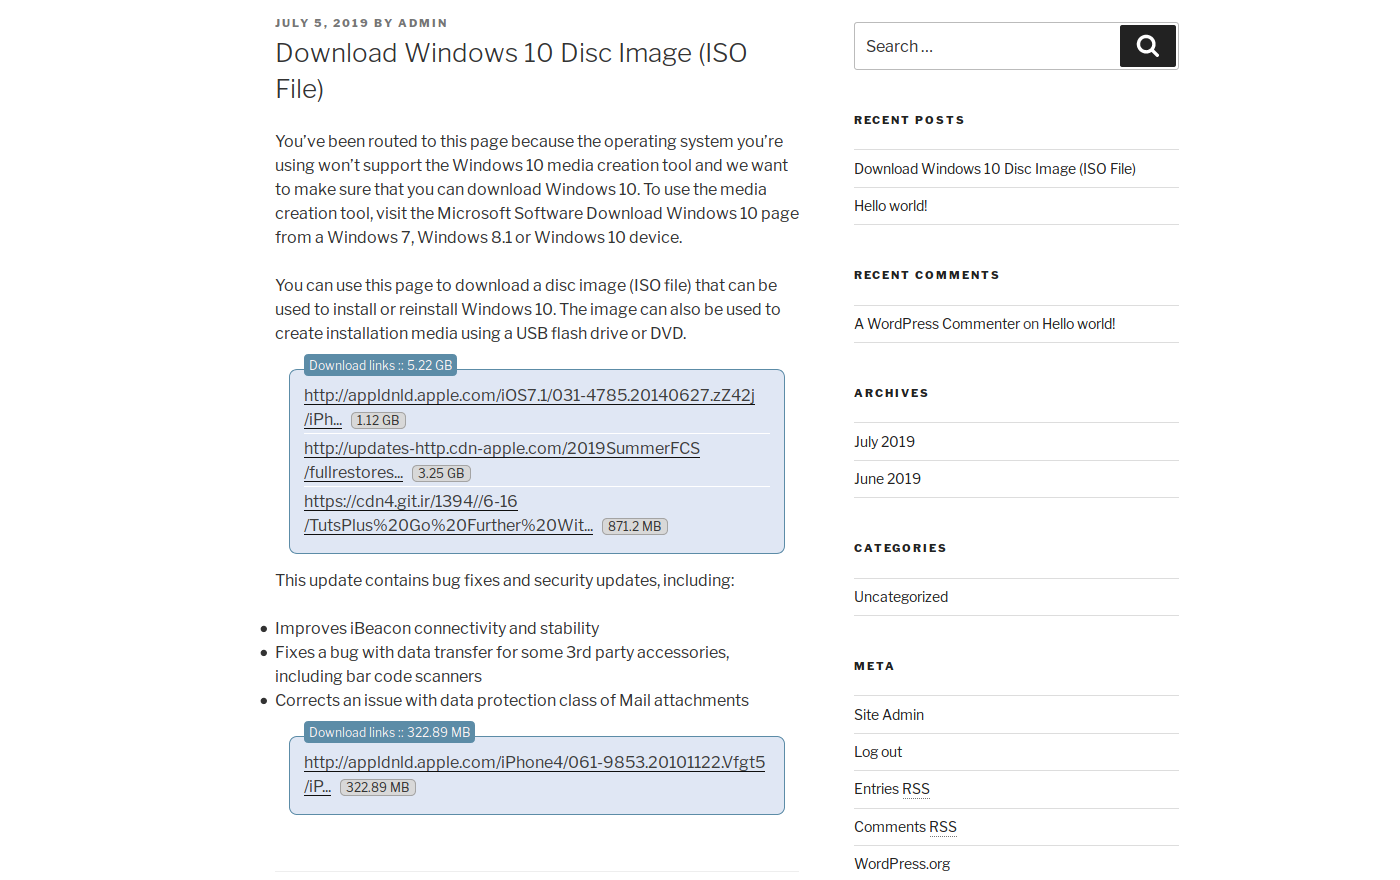 JULY 5, 2019 BY ADMIN
Download Windows 10 Disc Image (ISO
File)
You've been routed to this page because the operating system you're
using won't support the Windows 10 media creation tool and we want
to make sure that you can download Windows 10. To use the media
creation tool, visit the Microsoft Software Download Windows 10 page
from a Windows 7, Windows 8.1 or Windows 10 device.
You can use this page to download a disc image (ISO file) that can be
used to install or reinstall Windows 10. The image can also be used to
create installation media using a USB flash drive or DVD.
Download links :: 5.22 GB
http://appldnld.apple.com/iOS7.1/031-4785.20140627.zZ42j
/iPh... 1.12 GB
http://updates-http.cdn-apple.com/2019SummerFCS
/fullrestores... 3.25 GB
https://cdn4.git.ir/1394//6-16
/TutsPlus%20Go%20Further%20Wit... 871.2 MB
This update contains bug fixes and security updates, including:
• Improves iBeacon connectivity and stability
• Fixes a bug with data transfer for some 3rd party accessories,
including bar code scanners
• Corrects an issue with data protection class of Mail attachments
Download links :: 322.89 MB
http://appldnld.apple.com/iPhone4/061-9853.20101122.Vfgt5
/iP... 322.89 MB
Search ...
RECENT POSTS
Download Windows 10 Disc Image (ISO File)
Hello world!
RECENT COMMENTS
A WordPress Commenter on Hello world!
ARCHIVES
July 2019
June 2019
CATEGORIES
Uncategorized
META
Site Admin
Log out
Entries RSS
Comments RSS
WordPress.org